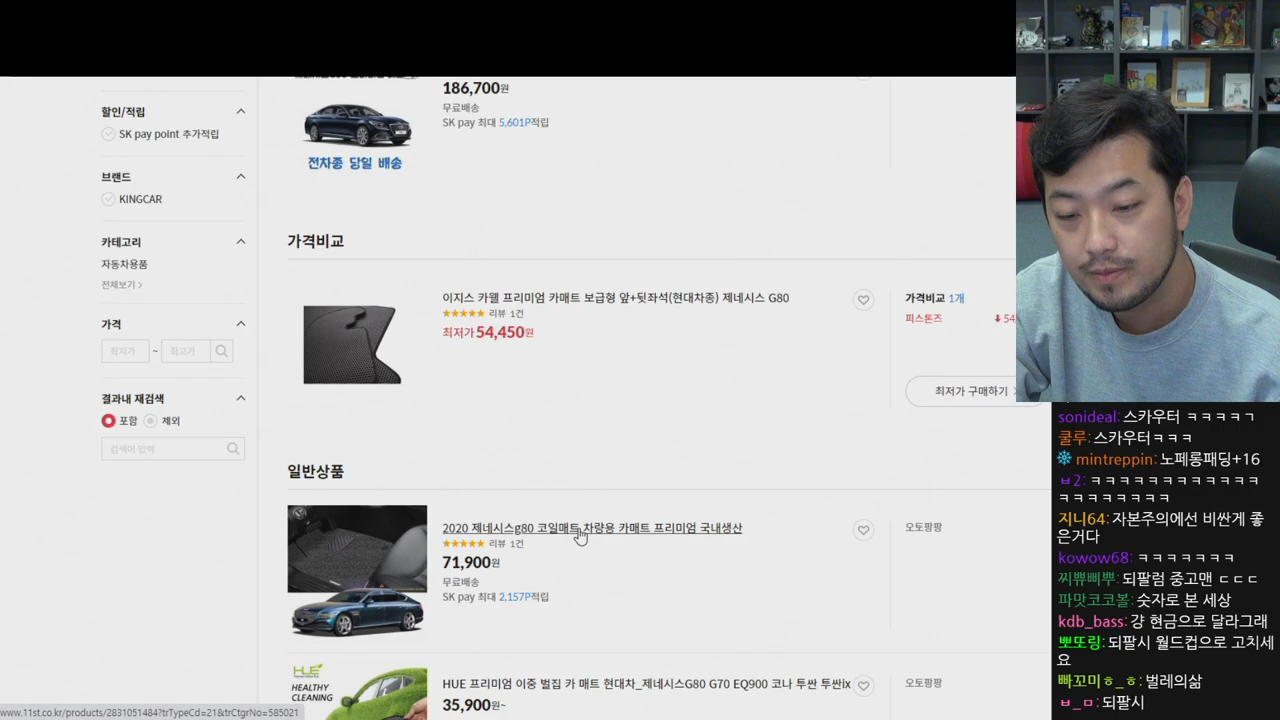 186,700원
무료배송
SK pay 최대 5,601P적립
전차종 당일 배송
할인/적립
SK pay point 추가적립
브랜드
KINGCAR
카테고리
자동차용품
전체보기 >
가격
최저가 ~ 최고가
결과내 재검색
포함 제외
검색어 입력
가격비교
이지스 카웰 프리미엄 카매트 보급형 앞+뒷좌석(현대차종) 제네시스 G80
★★★★★ 리뷰 1건
최저가 54,450원
가격비교 1개
피스톤즈 ⬇ 54
최저가 구매하기 >
일반상품
2020 제네시스g80 코일매트 차량용 카매트 프리미엄 국내생산
★★★★★ 리뷰 1건
71,900원
무료배송
SK pay 최대 2,157P적립
오토팡팡
HUE
HEALTHY
CLEANING
HUE 프리미엄 이중 벌집 카 매트 현대차_제네시스G80 G70 EQ900 코나 투싼 투싼ix
35,900원~
오토팡팡
www.11st.co.kr/products/2831051484?trTypeCd=21&trCtgrNo=585021
sonideal: 스카우터 ㅋㅋㅋㅋㄱ
쿨루: 스카우터ㅋㅋㅋ
mintreppin: 노페롱패딩+16
ㅂ2: ㅋㅋㅋㅋㅋㅋㅋㅋㅋㅋㅋㅋ
ㅋㅋㅋㅋㅋㅋㅋㅋ
지니64: 자본주의에선 비싼게 좋
은거다
kowow68: ㅋㅋㅋㅋㅋㅋㅋ
찌쀼삐뿌: 되팔럼 중고맨 ㄷㄷㄷ
파맛코코볼: 숫자로 본 세상
kdb_bass: 걍 현금으로 달라그래
뽀또링: 되팔시 월드컵으로 고치세
요
빠꼬미ㅎ_ㅎ: 벌레의삶
ㅂ_ㅁ: 되팔시